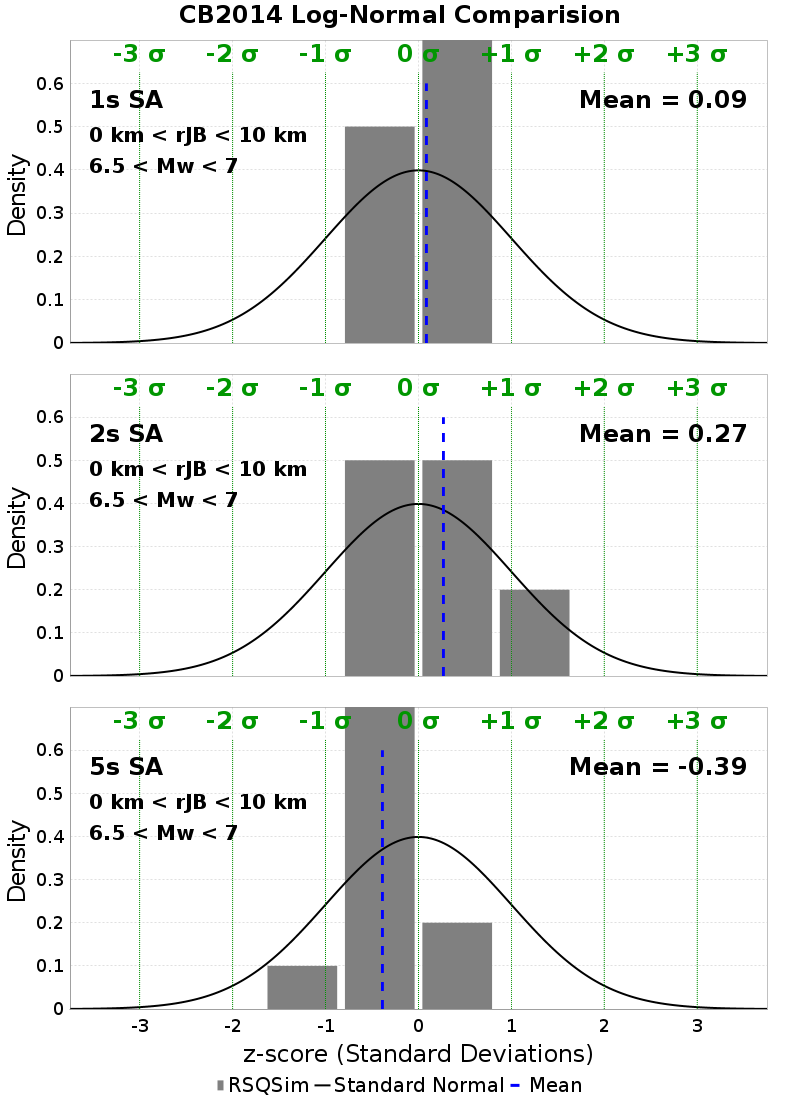 CB2014 Log-Normal Comparision
-3 σ -2 σ -1 σ 0 σ +1 σ +2 σ +3 σ
1s SA
Mean = 0.09
0 km < rJB < 10 km
6.5 < Mw < 7
Density
0.6
0.5
0.4
0.3
0.2
0.1
0
-3 σ -2 σ -1 σ 0 σ +1 σ +2 σ +3 σ
2s SA
Mean = 0.27
0 km < rJB < 10 km
6.5 < Mw < 7
Density
0.6
0.5
0.4
0.3
0.2
0.1
0
-3 σ -2 σ -1 σ 0 σ +1 σ +2 σ +3 σ
5s SA
Mean = -0.39
0 km < rJB < 10 km
6.5 < Mw < 7
Density
0.6
0.5
0.4
0.3
0.2
0.1
0
-3 -2 -1 0 1 2 3
z-score (Standard Deviations)
RSQSim Standard Normal Mean